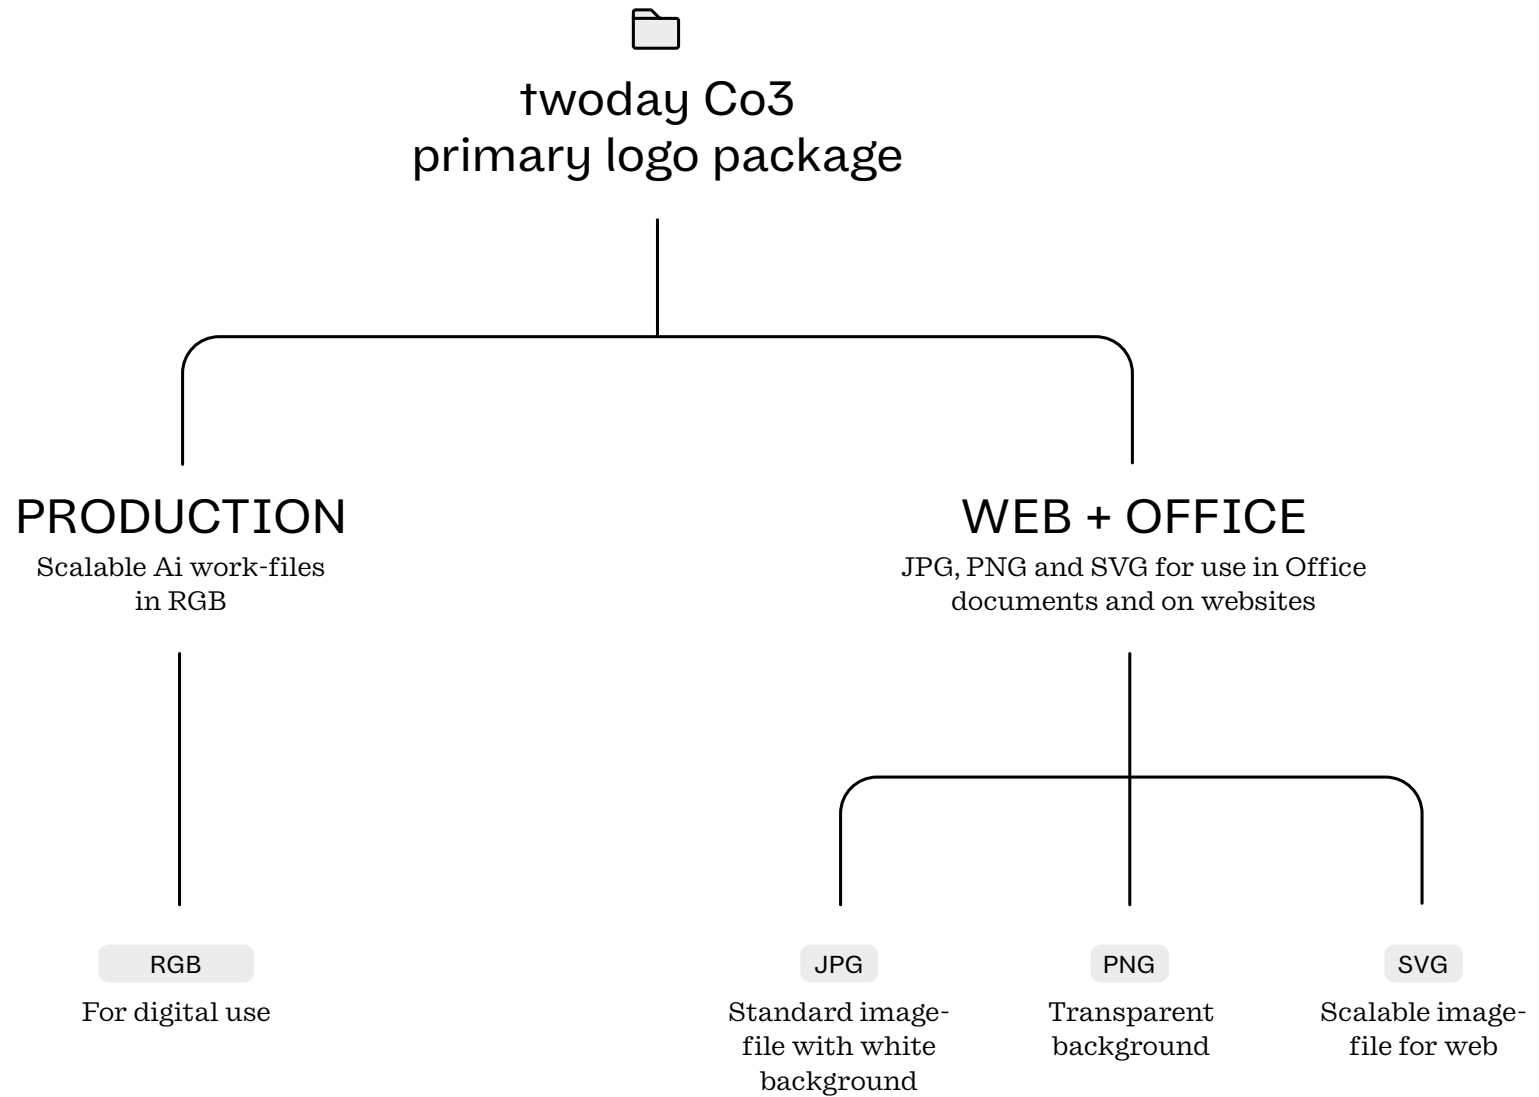 twoday Co3
primary logo package
PRODUCTION
Scalable Ai work-files
in RGB
WEB + OFFICE
JPG, PNG and SVG for use in Office
documents and on websites
RGB
For digital use
JPG
Standard image-
file with white
background
PNG
Transparent
background
SVG
Scalable image-
file for web